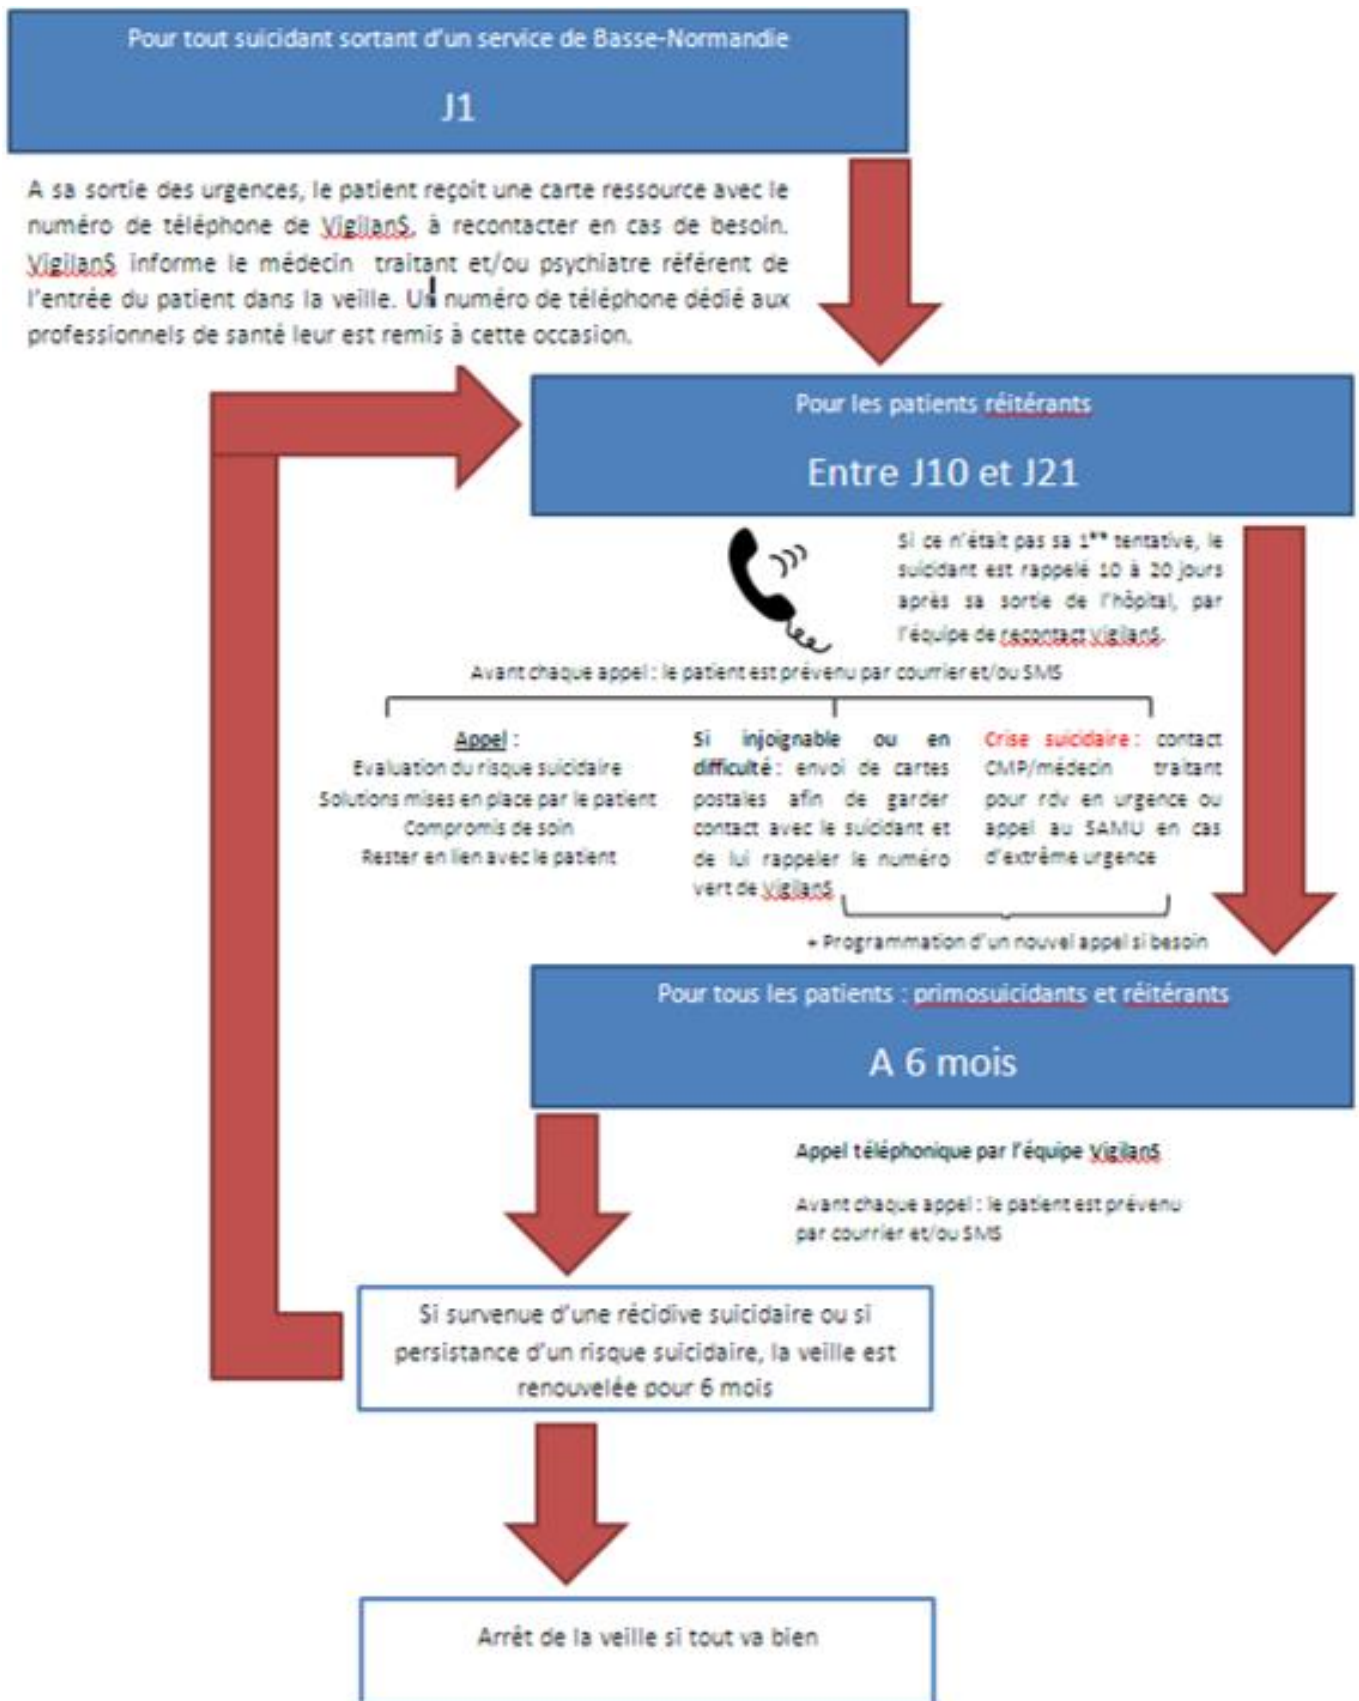 Pour tout suicidant sortant d'un service de Basse-Normandie
J1
A sa sortie des urgences, le patient reçoit une carte ressource avec le
numéro de téléphone de VigilanS, à recontacter en cas de besoin.
VigilanS informe le médecin traitant et/ou psychiatre référent de
l'entrée du patient dans la veille. Un numéro de téléphone dédié aux
professionnels de santé leur est remis à cette occasion.
Pour les patients réitérants
Entre J10 et J21
Si ce n'était pas sa 1ère tentative, le
suicidant est rappelé 10 à 20 jours
après sa sortie de l'hôpital, par
l'équipe de recontact VigilanS.
Avant chaque appel : le patient est prévenu par courrier et/ou SMS
Appel :
Evaluation du risque suicidaire
Solutions mises en place par le patient
Compromis de soin
Rester en lien avec le patient
Si injoignable ou en
difficulté : envoi de cartes
postales afin de garder
contact avec le suicidant et
de lui rappeler le numéro
vert de VigilanS
Crise suicidaire : contact
CMP/médecin traitant
pour rdv en urgence ou
appel au SAMU en cas
d'extrême urgence
+ Programmation d'un nouvel appel si besoin
Pour tous les patients : primosuicidants et réitérants
A 6 mois
Appel téléphonique par l'équipe VigilanS
Avant chaque appel : le patient est prévenu
par courrier et/ou SMS
Si survenue d'une récidive suicidaire ou si
persistance d'un risque suicidaire, la veille est
renouvelée pour 6 mois
Arrêt de la veille si tout va bien